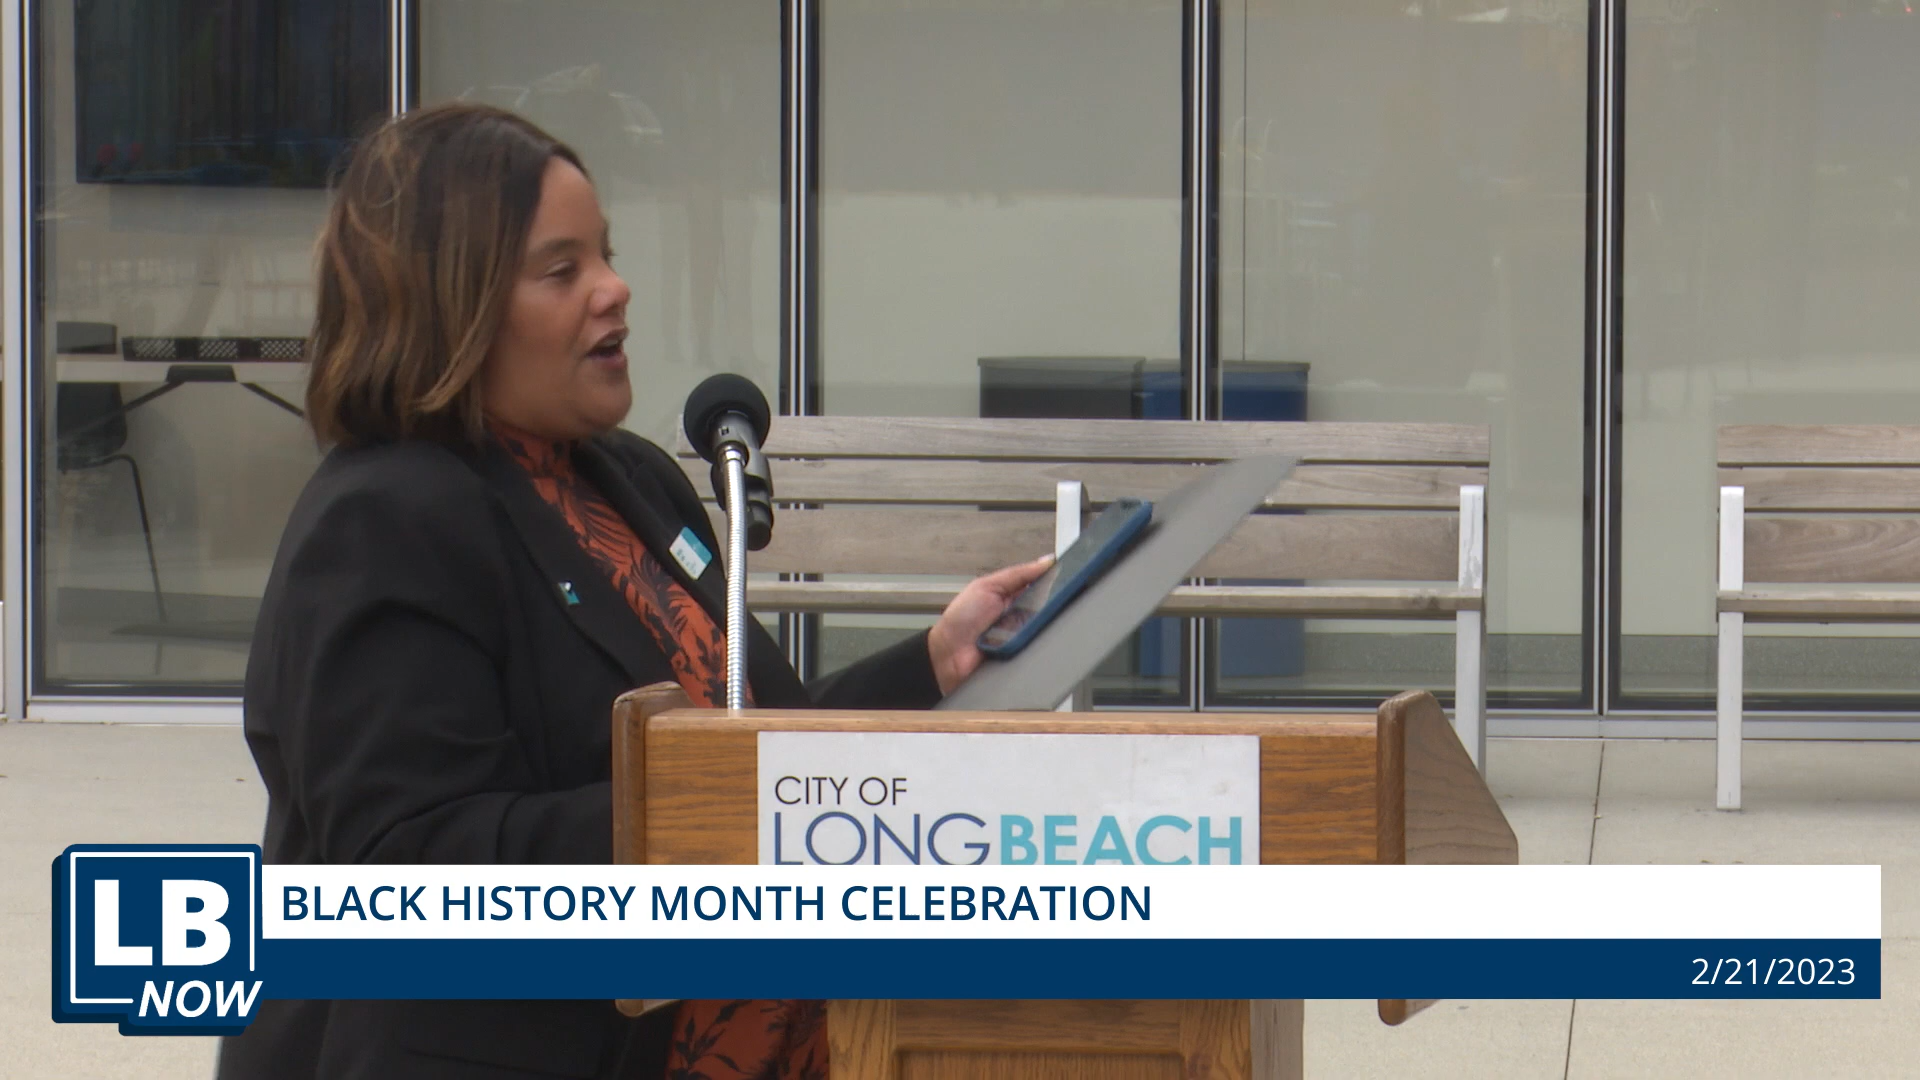 CITY OF
LONGBEACH
LB
NOW
BLACK HISTORY MONTH CELEBRATION
2/21/2023